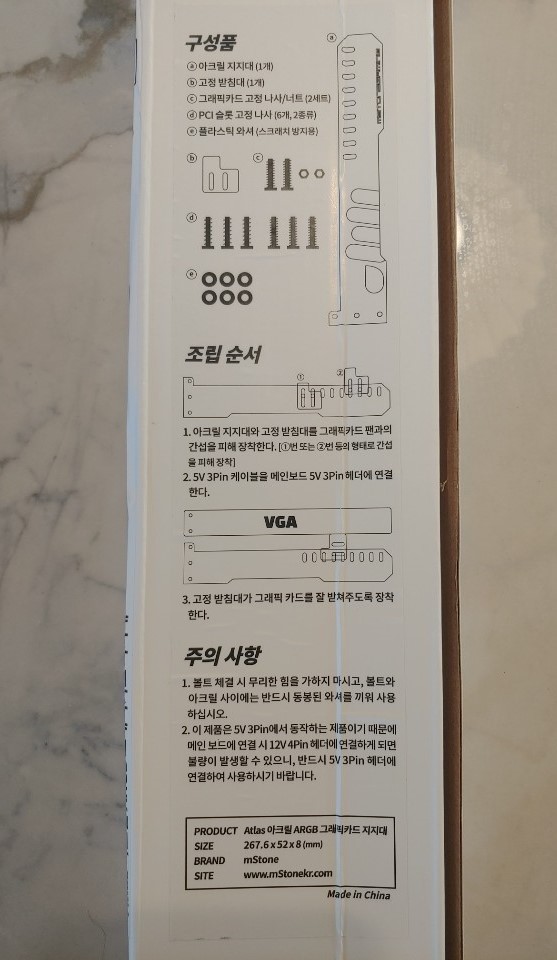 구성품
ⓐ 아크릴 지지대 (1개)
ⓑ 고정 받침대 (1개)
ⓒ 그래픽카드 고정 나사/너트 (2세트)
ⓓ PCI 슬롯 고정 나사 (6개, 2종류)
ⓔ 플라스틱 와셔 (스크래치 방지용)
ⓐ
ⓑ
ⓒ
ⓓ
ⓔ
조립 순서
①
②
1. 아크릴 지지대와 고정 받침대를 그래픽카드 팬과의
간섭을 피해 장착한다. [①번 또는 ②번 등의 형태로 간섭
을 피해 장착]
2. 5V 3Pin 케이블을 메인보드 5V 3Pin 헤더에 연결
한다.
VGA
3. 고정 받침대가 그래픽 카드를 잘 받쳐주도록 장착
한다.
주의 사항
1. 볼트 체결 시 무리한 힘을 가하지 마시고, 볼트와
아크릴 사이에는 반드시 동봉된 와셔를 끼워 사용
하십시오.
2. 이 제품은 5V 3Pin에서 동작하는 제품이기 때문에
메인 보드에 연결 시 12V 4Pin 헤더에 연결하게 되면
불량이 발생할 수 있으니, 반드시 5V 3Pin 헤더에
연결하여 사용하시기 바랍니다.
PRODUCT Atlas 아크릴 ARGB 그래픽카드 지지대
SIZE 267.6 x 52 x 8 (mm)
BRAND mStone
SITE www.mStonekr.com
Made in China